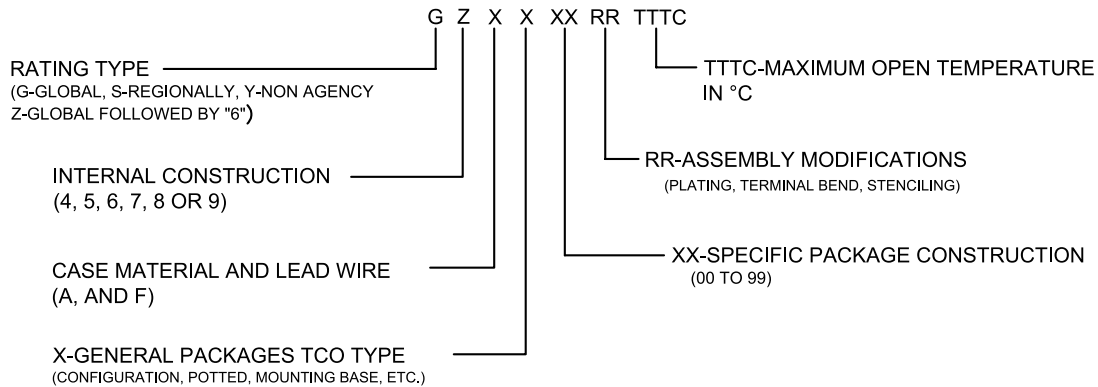 G Z X X XX RR TTTC
RATING TYPE
(G-GLOBAL, S-REGIONALLY, Y-NON AGENCY
Z-GLOBAL FOLLOWED BY "6")
TTTC-MAXIMUM OPEN TEMPERATURE
IN °C
INTERNAL CONSTRUCTION
(4, 5, 6, 7, 8 OR 9)
RR-ASSEMBLY MODIFICATIONS
(PLATING, TERMINAL BEND, STENCILING)
CASE MATERIAL AND LEAD WIRE
(A, AND F)
XX-SPECIFIC PACKAGE CONSTRUCTION
(00 TO 99)
X-GENERAL PACKAGES TCO TYPE
(CONFIGURATION, POTTED, MOUNTING BASE, ETC.)